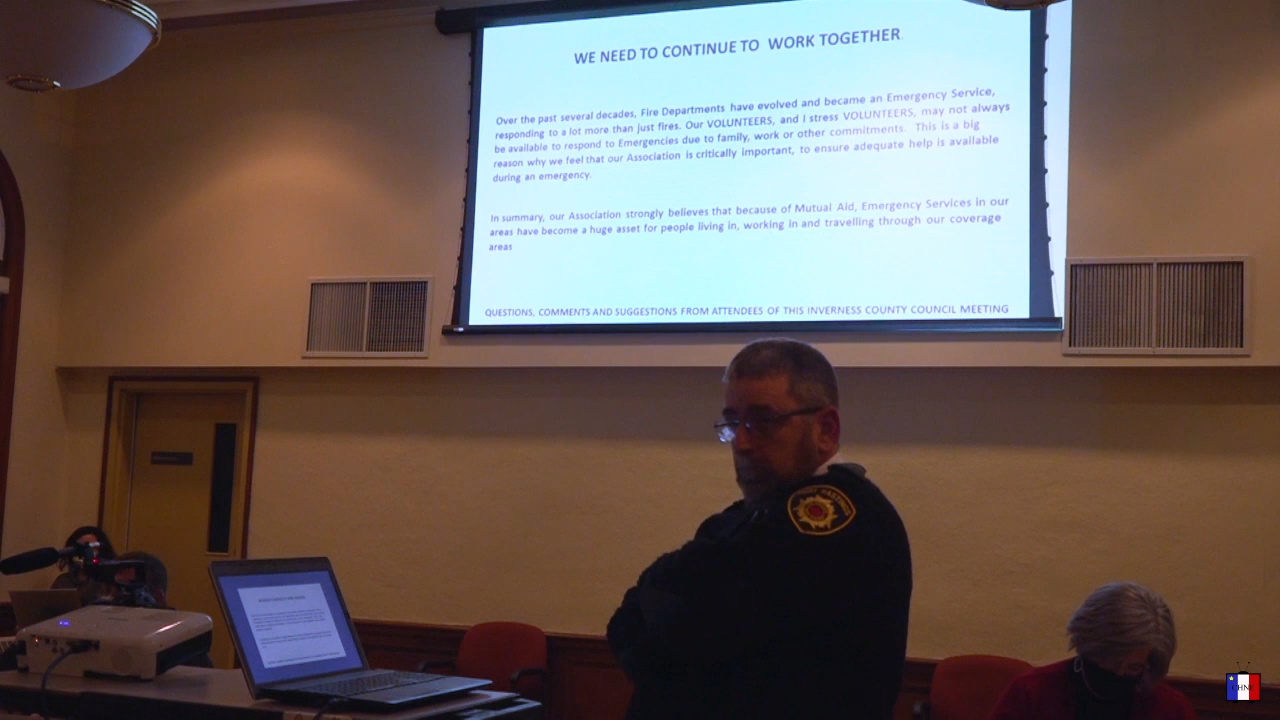 WE NEED TO CONTINUE TO WORK TOGETHER
Over the past several decades, Fire Departments have evolved and became an Emergency Service,
responding to a lot more than just fires. Our VOLUNTEERS, and I stress VOLUNTEERS, may not always
be available to respond to Emergencies due to family, work or other commitments. This is a big
reason why we feel that our Association is critically important, to ensure adequate help is available
during an emergency.
In summary, our Association strongly believes that because of Mutual Aid, Emergency Services in our
areas have become a huge asset for people living in, working in and travelling through our coverage
areas
QUESTIONS, COMMENTS AND SUGGESTIONS FROM ATTENDEES OF THIS INVERNESS COUNTY COUNCIL MEETING
HASTINGS
CHNE